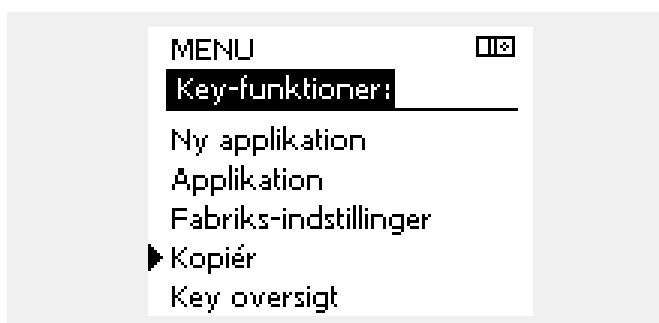 MENU
Key-funktioner:
Ny applikation
Applikation
Fabriks-indstillinger
Kopiér
Key oversigt